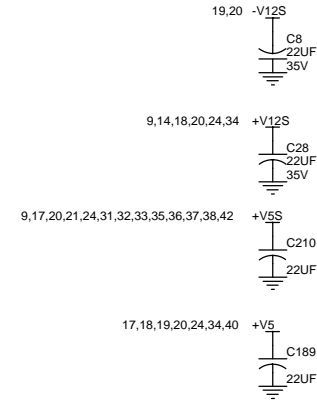 19,20 -V12S
C8
22UF
35V
9,14,18,20,24,34 +V12S
C28
22UF
35V
9,17,20,21,24,31,32,33,35,36,37,38,42 +V5S
C210
22UF
17,18,19,20,24,34,40 +V5
C189
22UF